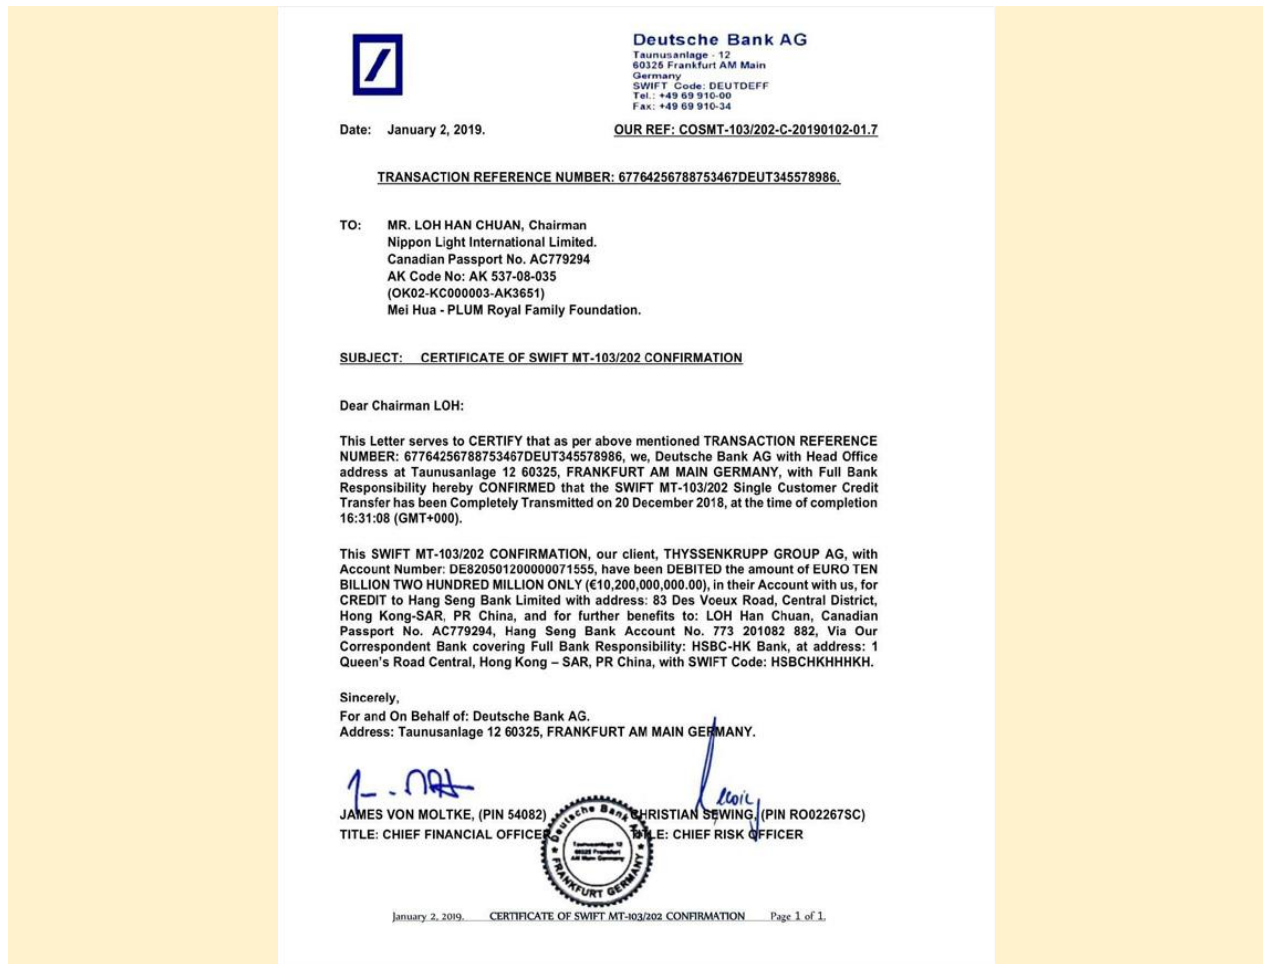 Deutsche Bank AG
Taunusanlage - 12
60325 Frankfurt AM Main
Germany
SWIFT Code: DEUTDEFF
Tel.: +49 69 910-00
Fax: +49 69 910-34
Date: January 2, 2019. OUR REF: COSMT-103/202-C-20190102-01.7
TRANSACTION REFERENCE NUMBER: 67764256788753467DEUT345578986.
TO: MR. LOH HAN CHUAN, Chairman
Nippon Light International Limited.
Canadian Passport No. AC779294
AK Code No: AK 537-08-035
(OK02-KC000003-AK3651)
Mei Hua - PLUM Royal Family Foundation.
SUBJECT: CERTIFICATE OF SWIFT MT-103/202 CONFIRMATION
Dear Chairman LOH:
This Letter serves to CERTIFY that as per above mentioned TRANSACTION REFERENCE
NUMBER: 67764256788753467DEUT345578986, we, Deutsche Bank AG with Head Office
address at Taunusanlage 12 60325, FRANKFURT AM MAIN GERMANY, with Full Bank
Responsibility hereby CONFIRMED that the SWIFT MT-103/202 Single Customer Credit
Transfer has been Completely Transmitted on 20 December 2018, at the time of completion
16:31:08 (GMT+000).
This SWIFT MT-103/202 CONFIRMATION, our client, THYSSENKRUPP GROUP AG, with
Account Number: DE820501200000071555, have been DEBITED the amount of EURO TEN
BILLION TWO HUNDRED MILLION ONLY (€10,200,000,000.00), in their Account with us, for
CREDIT to Hang Seng Bank Limited with address: 83 Des Voeux Road, Central District,
Hong Kong-SAR, PR China, and for further benefits to: LOH Han Chuan, Canadian
Passport No. AC779294, Hang Seng Bank Account No. 773 201082 882, Via Our
Correspondent Bank covering Full Bank Responsibility: HSBC-HK Bank, at address: 1
Queen's Road Central, Hong Kong – SAR, PR China, with SWIFT Code: HSBCHKHHHKH.
Sincerely,
For and On Behalf of: Deutsche Bank AG.
Address: Taunusanlage 12 60325, FRANKFURT AM MAIN GERMANY.
JAMES VON MOLTKE, (PIN 54082) CHRISTIAN SEWING, (PIN RO02267SC)
TITLE: CHIEF FINANCIAL OFFICER TITLE: CHIEF RISK OFFICER
Deutsche Bank
Taunusanlage 12
60325 Frankfurt
AM Main Germany
FRANKFURT GERMANY
January 2, 2019. CERTIFICATE OF SWIFT MT-103/202 CONFIRMATION Page 1 of 1.